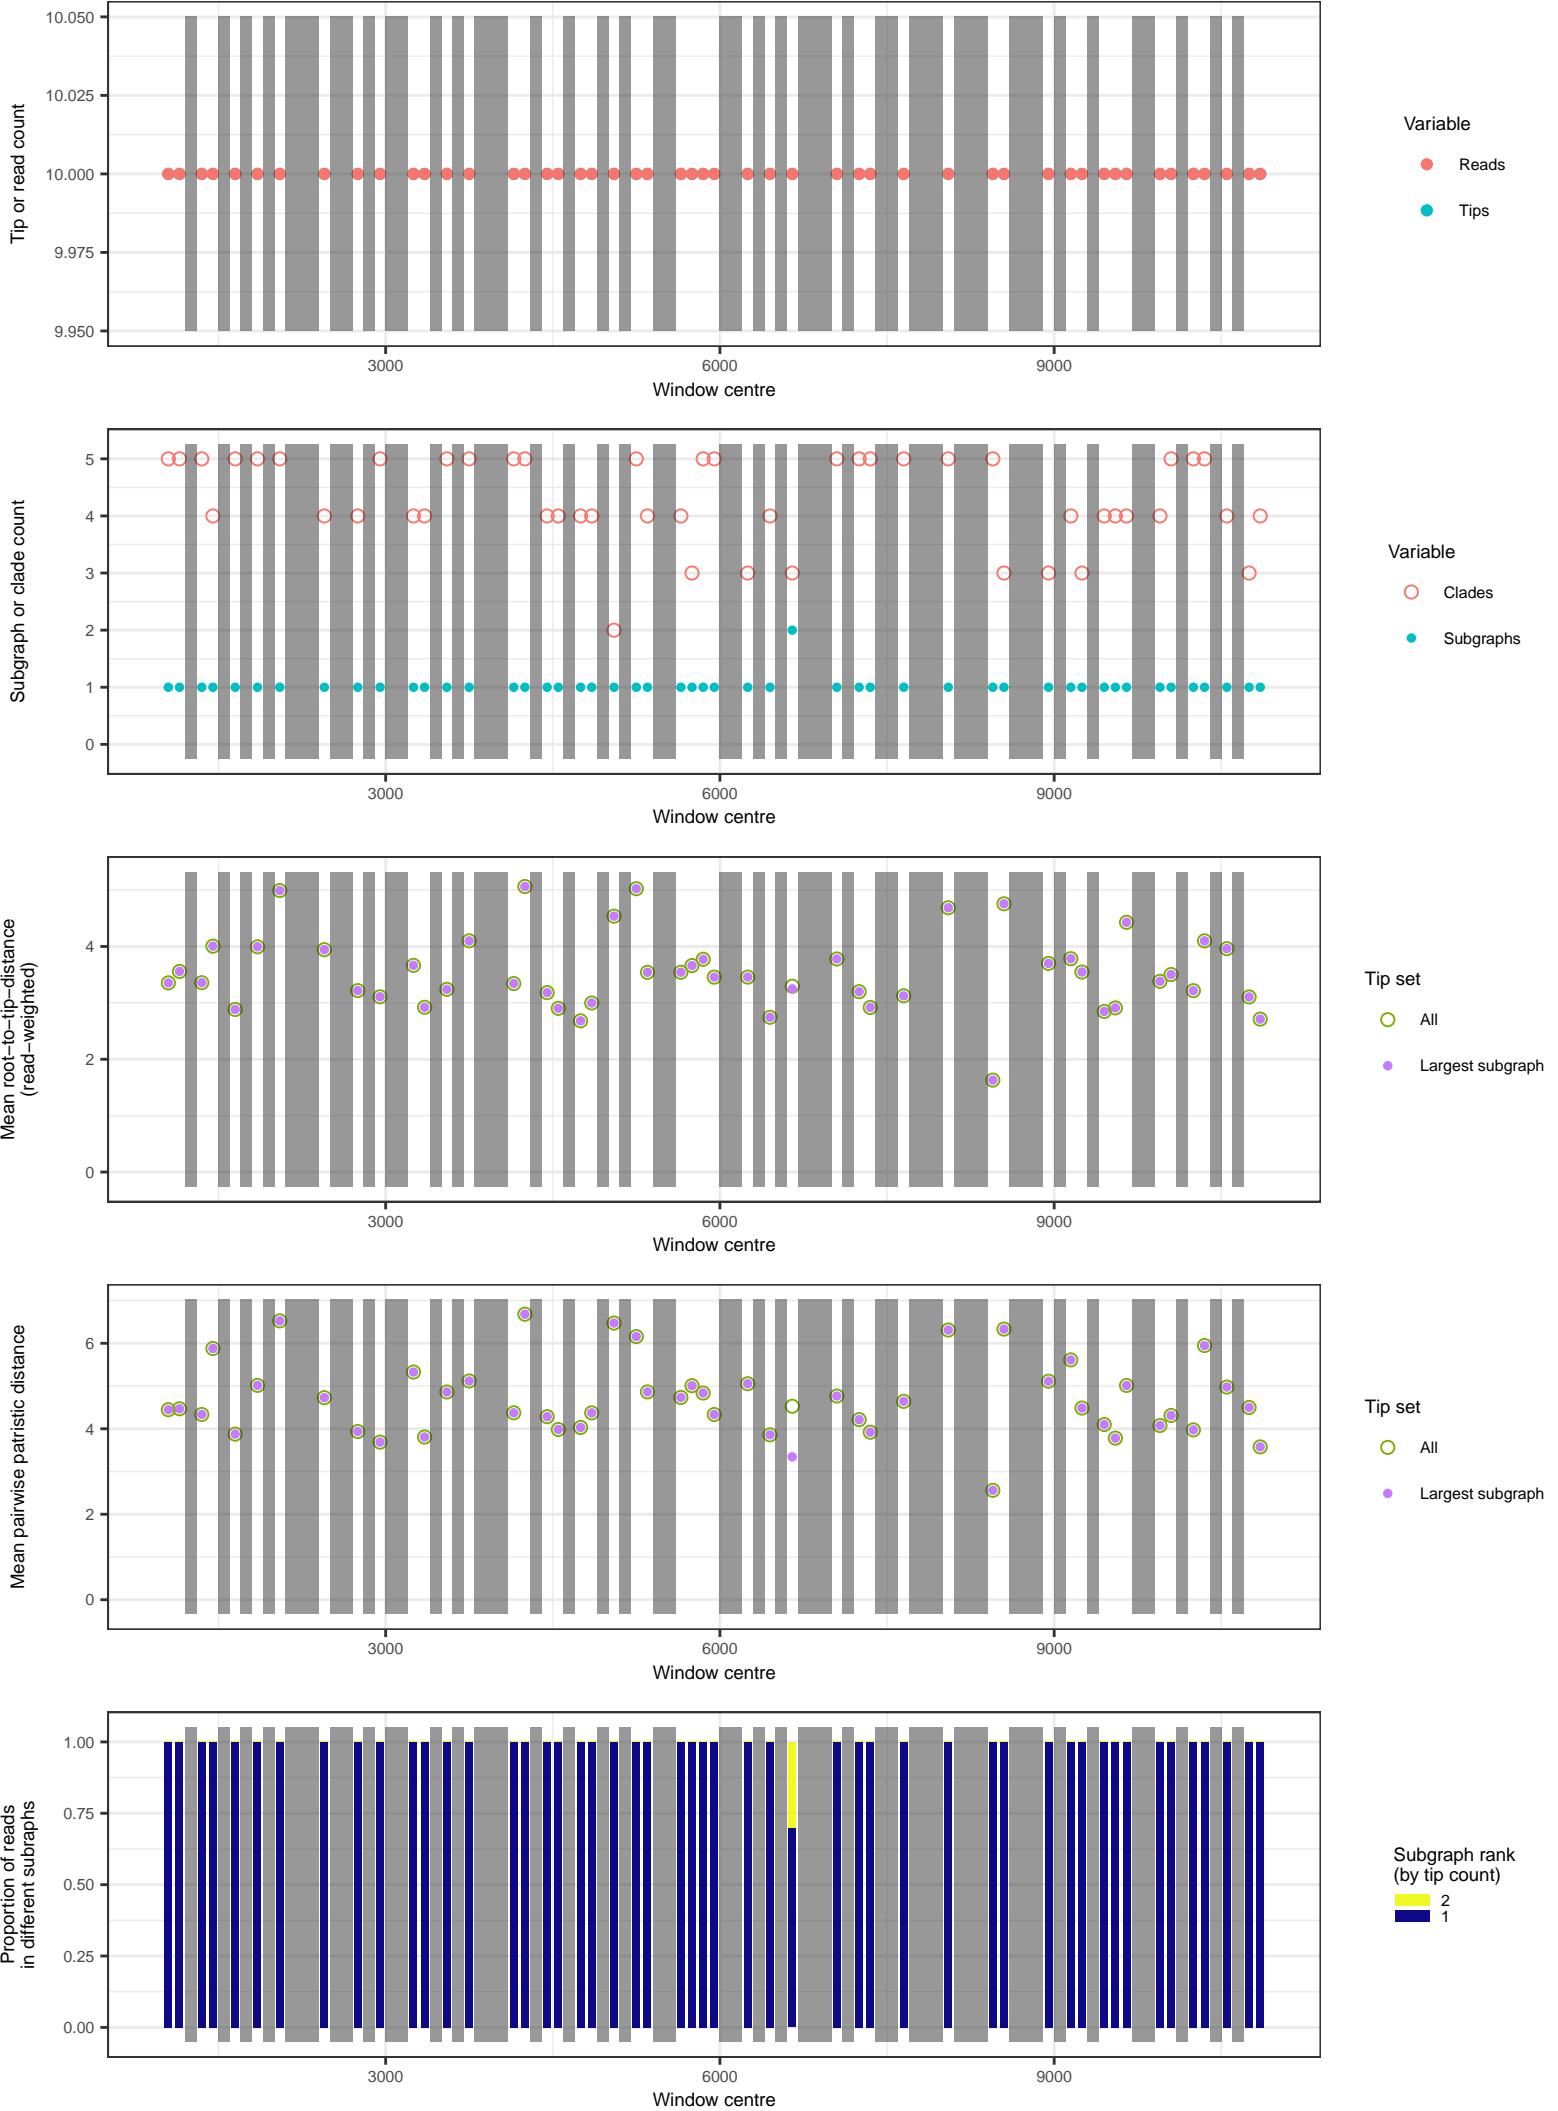 Tip or read count
10.050
10.025
10.000
9.975
9.950
3000
6000
9000
Window centre
Variable
Reads
Tips
Subgraph or clade count
5
4
3
2
1
0
3000
6000
9000
Window centre
Variable
Clades
Subgraphs
Mean root−to−tip−distance
(read−weighted)
4
2
0
3000
6000
9000
Window centre
Tip set
All
Largest subgraph
Mean pairwise patristic distance
6
4
2
0
3000
6000
9000
Window centre
Tip set
All
Largest subgraph
Proportion of reads
in different subraphs
1.00
0.75
0.50
0.25
0.00
3000
6000
9000
Window centre
Subgraph rank
(by tip count)
2
1